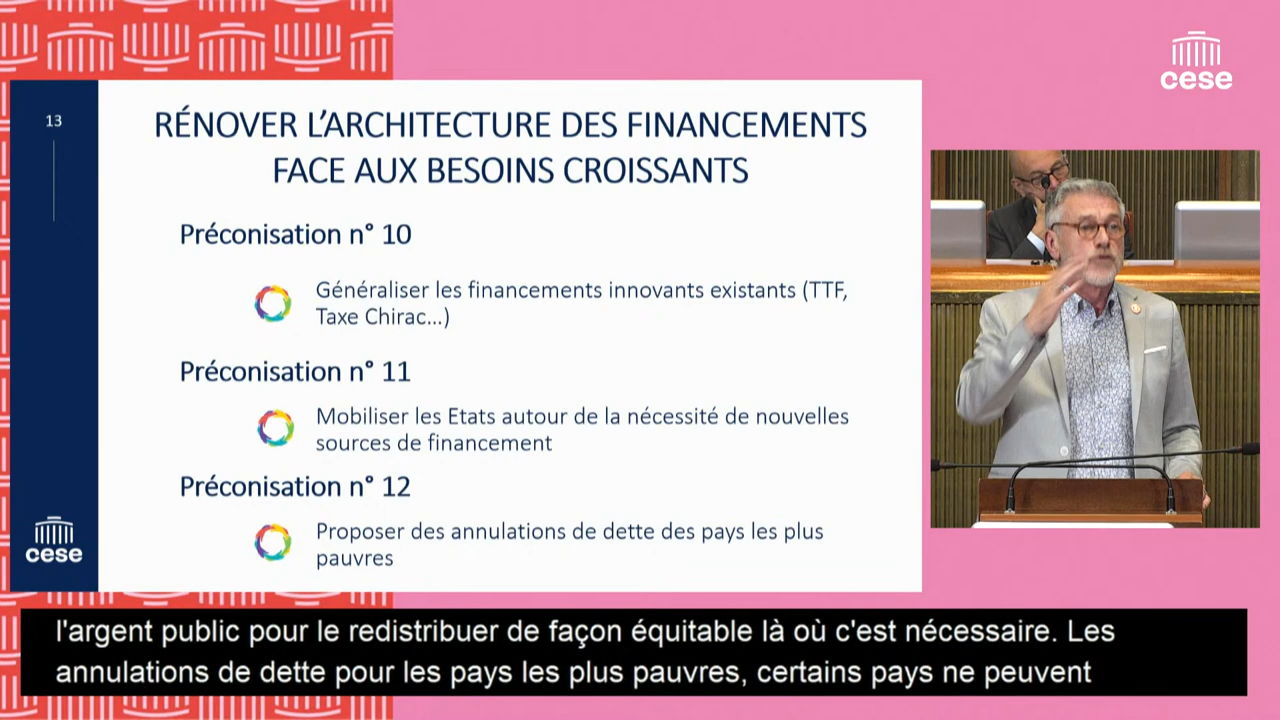 cese
13
RÉNOVER L'ARCHITECTURE DES FINANCEMENTS
FACE AUX BESOINS CROISSANTS
Préconisation n° 10
Généraliser les financements innovants existants (TTF,
Taxe Chirac...)
Préconisation n° 11
Mobiliser les Etats autour de la nécessité de nouvelles
sources de financement
Préconisation n° 12
Proposer des annulations de dette des pays les plus
pauvres
cese
l'argent public pour le redistribuer de façon équitable là où c'est nécessaire. Les
annulations de dette pour les pays les plus pauvres, certains pays ne peuvent